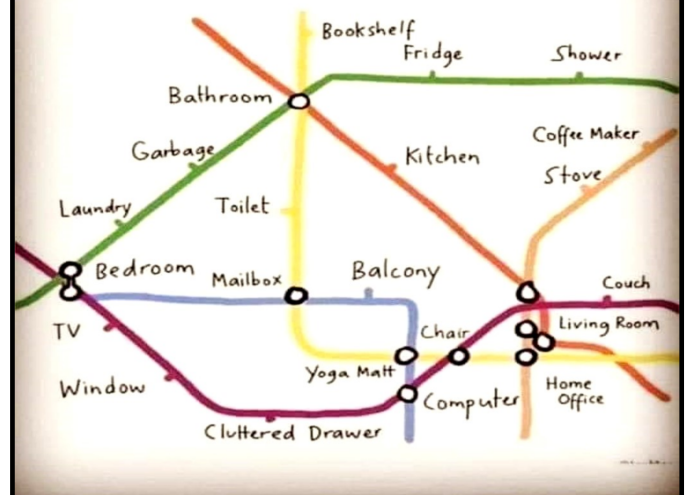 Bookshelf
Fridge
Shower
Bathroom
Coffee Maker
Garbage
Kitchen
Stove
Laundry
Toilet
Bedroom
Mailbox
Balcony
Couch
TV
Chair
Living Room
Yoga Matt
Window
Computer
Home
Office
Cluttered Drawer